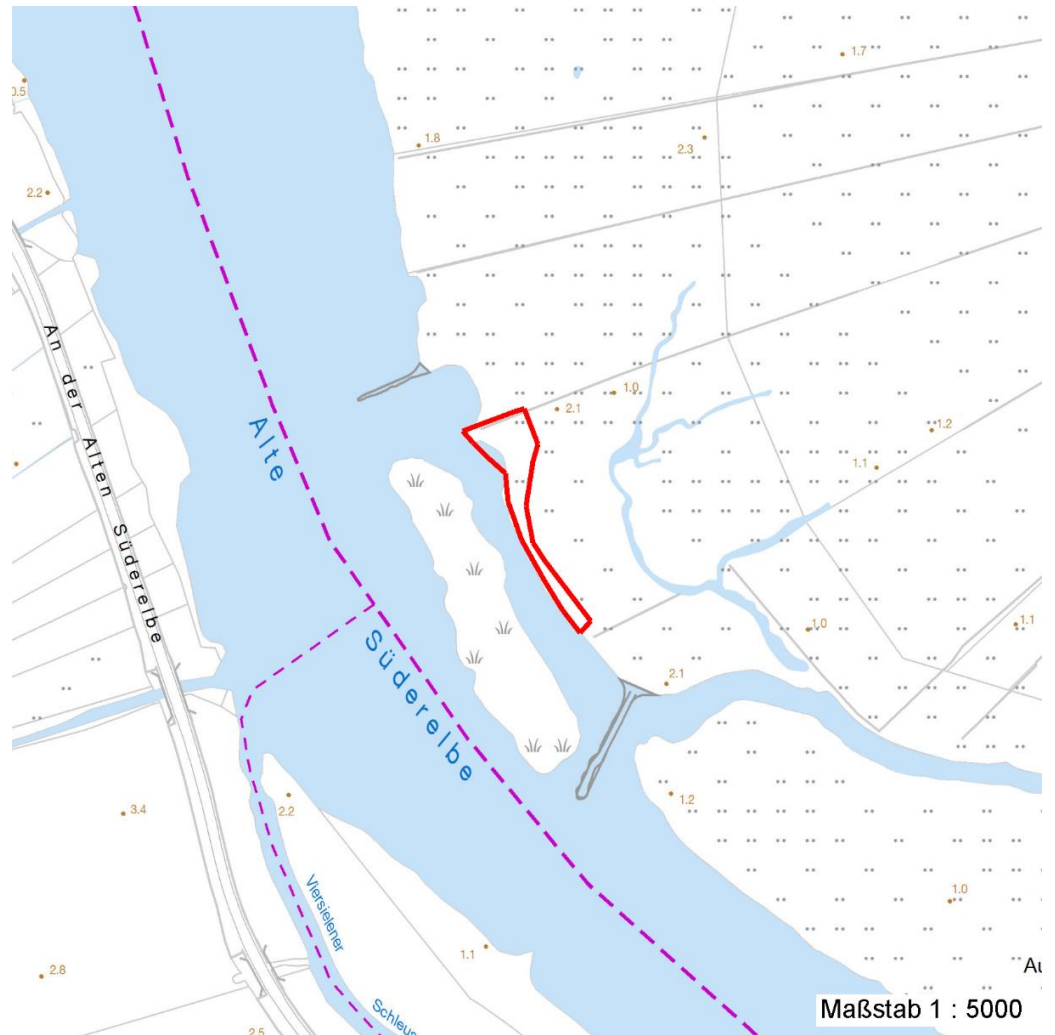 1.7
0.5
1.8
2.3
2.2
An der Alten Süderelbe
1.0
2.1
Alte
1.2
1.1
Süderelbe
1.0
1.1
2.1
2.2
1.2
3.4
Viersielener
1.0
1.1
2.8
Au
Schleus
Maßstab 1 : 5000
2.5